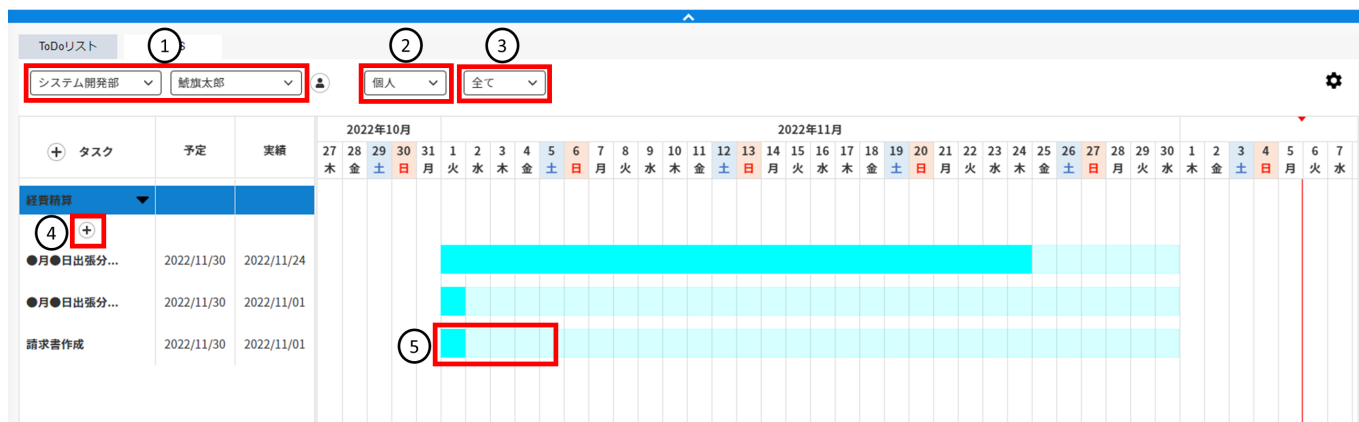 ToDoリスト
① S ② ③
システム開発部 鯱旗太郎 個人 全て
2022年10月 2022年11月
タスク 予定 実績
27 28 29 30 31 1 2 3 4 5 6 7 8 9 10 11 12 13 14 15 16 17 18 19 20 21 22 23 24 25 26 27 28 29 30 1 2 3 4 5 6 7
木 金 土 日 月 火 水 木 金 土 日 月 火 水 木 金 土 日 月 火 水 木 金 土 日 月 火 水 木 金 土 日 月 火 水 木 金 土 日 月 火 水
経費精算
④
●月●日出張分... 2022/11/30 2022/11/24
●月●日出張分... 2022/11/30 2022/11/01
請求書作成 2022/11/30 2022/11/01 ⑤